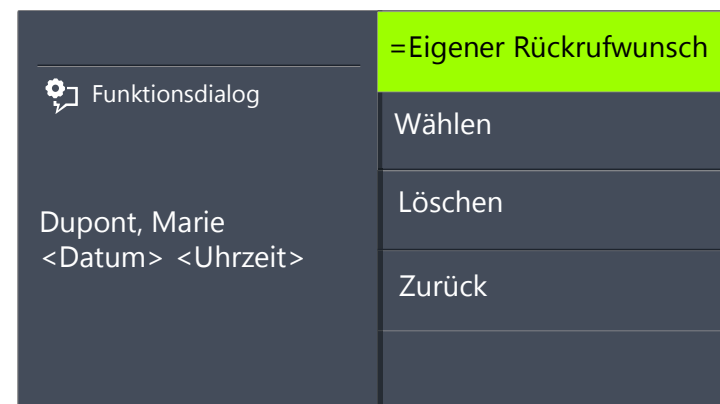 Funktionsdialog
Dupont, Marie
<Datum> <Uhrzeit>
=Eigener Rückrufwunsch
Wählen
Löschen
Zurück